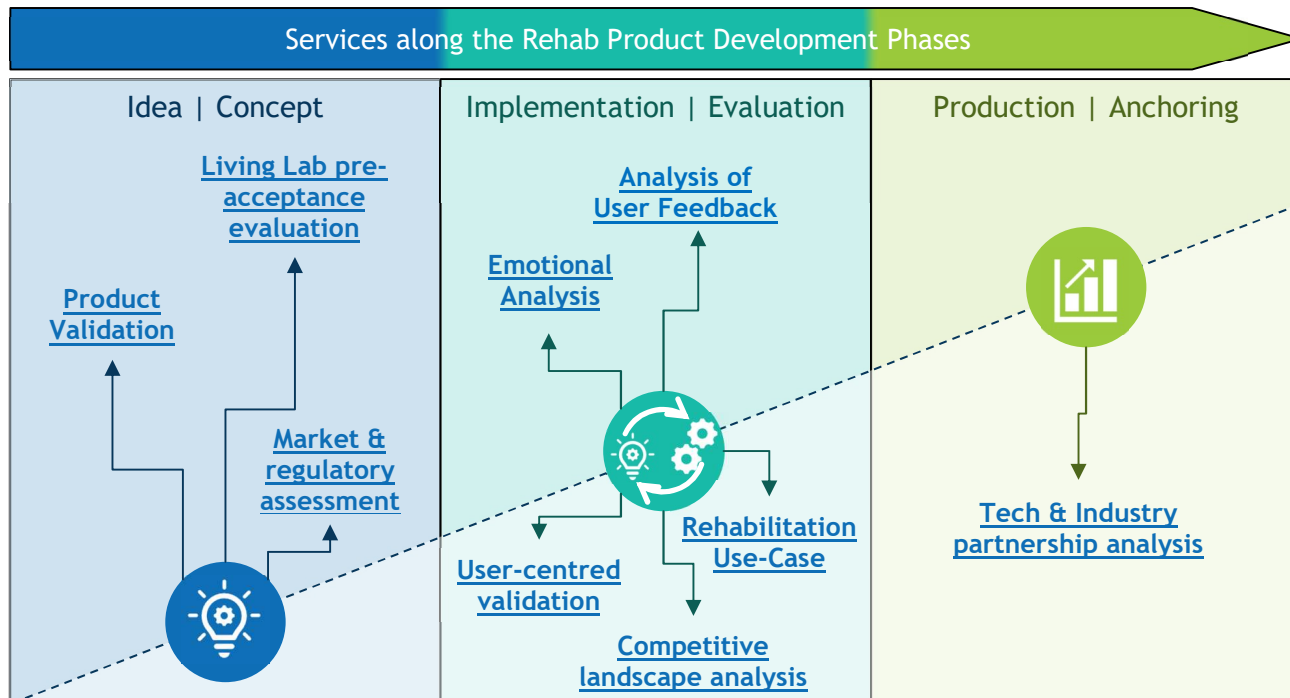 Services along the Rehab Product Development Phases
Idea | Concept
Living Lab pre-
acceptance
evaluation
Product
Validation
Market &
regulatory
assessment
Implementation | Evaluation
Analysis of
User Feedback
Emotional
Analysis
User-centred
validation
Rehabilitation
Use-Case
Competitive
landscape analysis
Production | Anchoring
Tech & Industry
partnership analysis